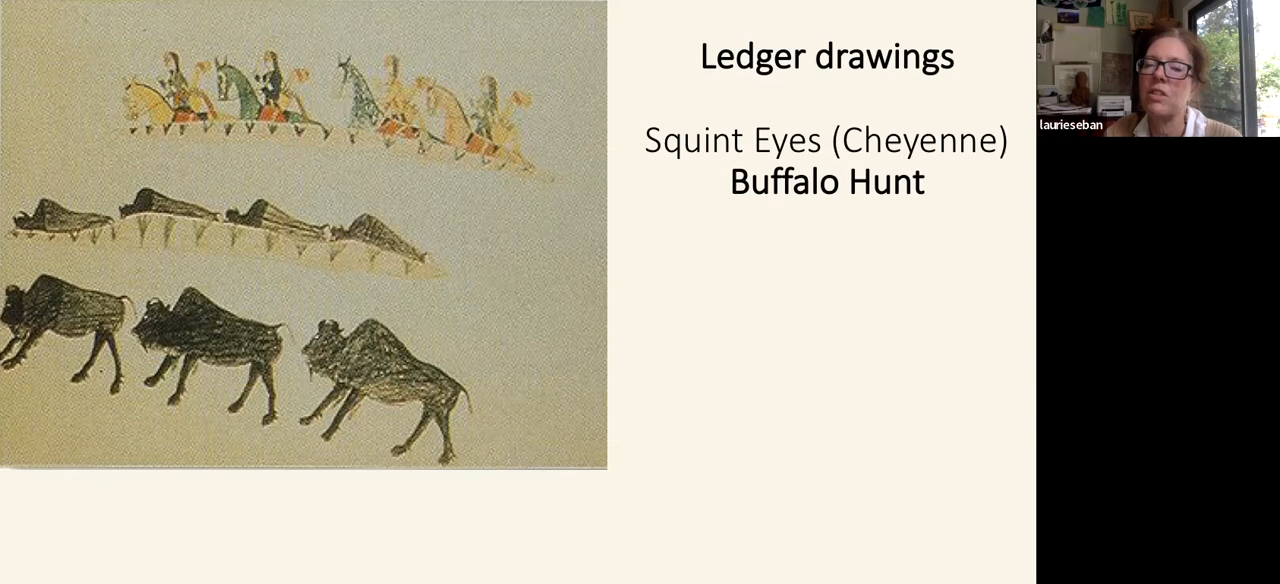 Ledger drawings
Squint Eyes (Cheyenne)
Buffalo Hunt
laurieseban